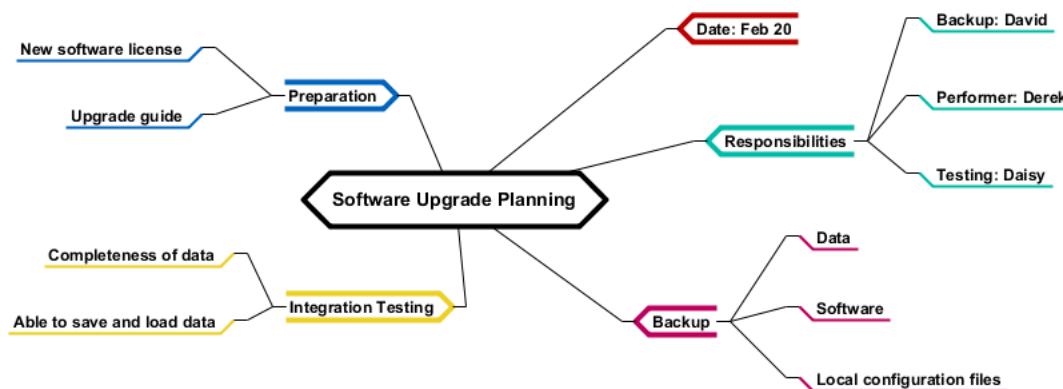 Software Upgrade Planning
Date: Feb 20
Responsibilities
Backup: David
Performer: Derek
Testing: Daisy
Backup
Data
Software
Local configuration files
Preparation
New software license
Upgrade guide
Integration Testing
Completeness of data
Able to save and load data